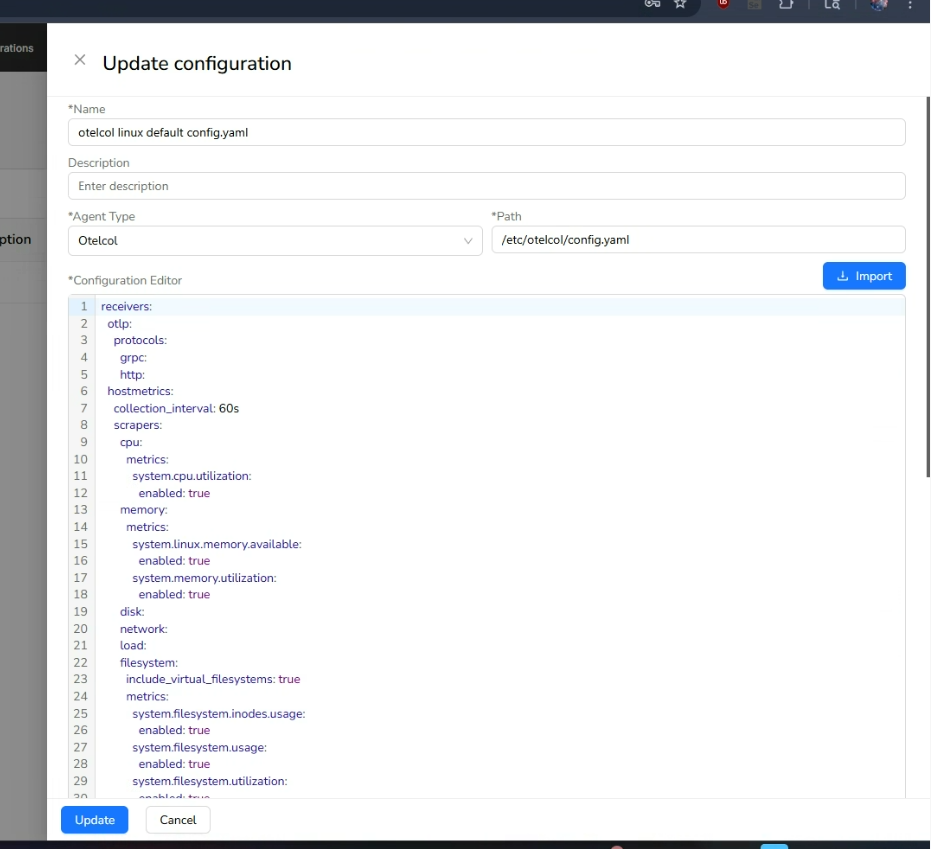 rations
Update configuration
*Name
otelcol linux default config.yaml
Description
Enter description
*Agent Type
*Path
ption
Otelcol
/etc/otelcol/config.yaml
*Configuration Editor
Import
1 receivers:
2 otlp:
3 protocols:
4 grpc:
5 http:
6 hostmetrics:
7 collection_interval: 60s
8 scrapers:
9 cpu:
10 metrics:
11 system.cpu.utilization:
12 enabled: true
13 memory:
14 metrics:
15 system.linux.memory.available:
16 enabled: true
17 system.memory.utilization:
18 enabled: true
19 disk:
20 network:
21 load:
22 filesystem:
23 include_virtual_filesystems: true
24 metrics:
25 system.filesystem.inodes.usage:
26 enabled: true
27 system.filesystem.usage:
28 enabled: true
29 system.filesystem.utilization:
30 enabled: true
Update
Cancel